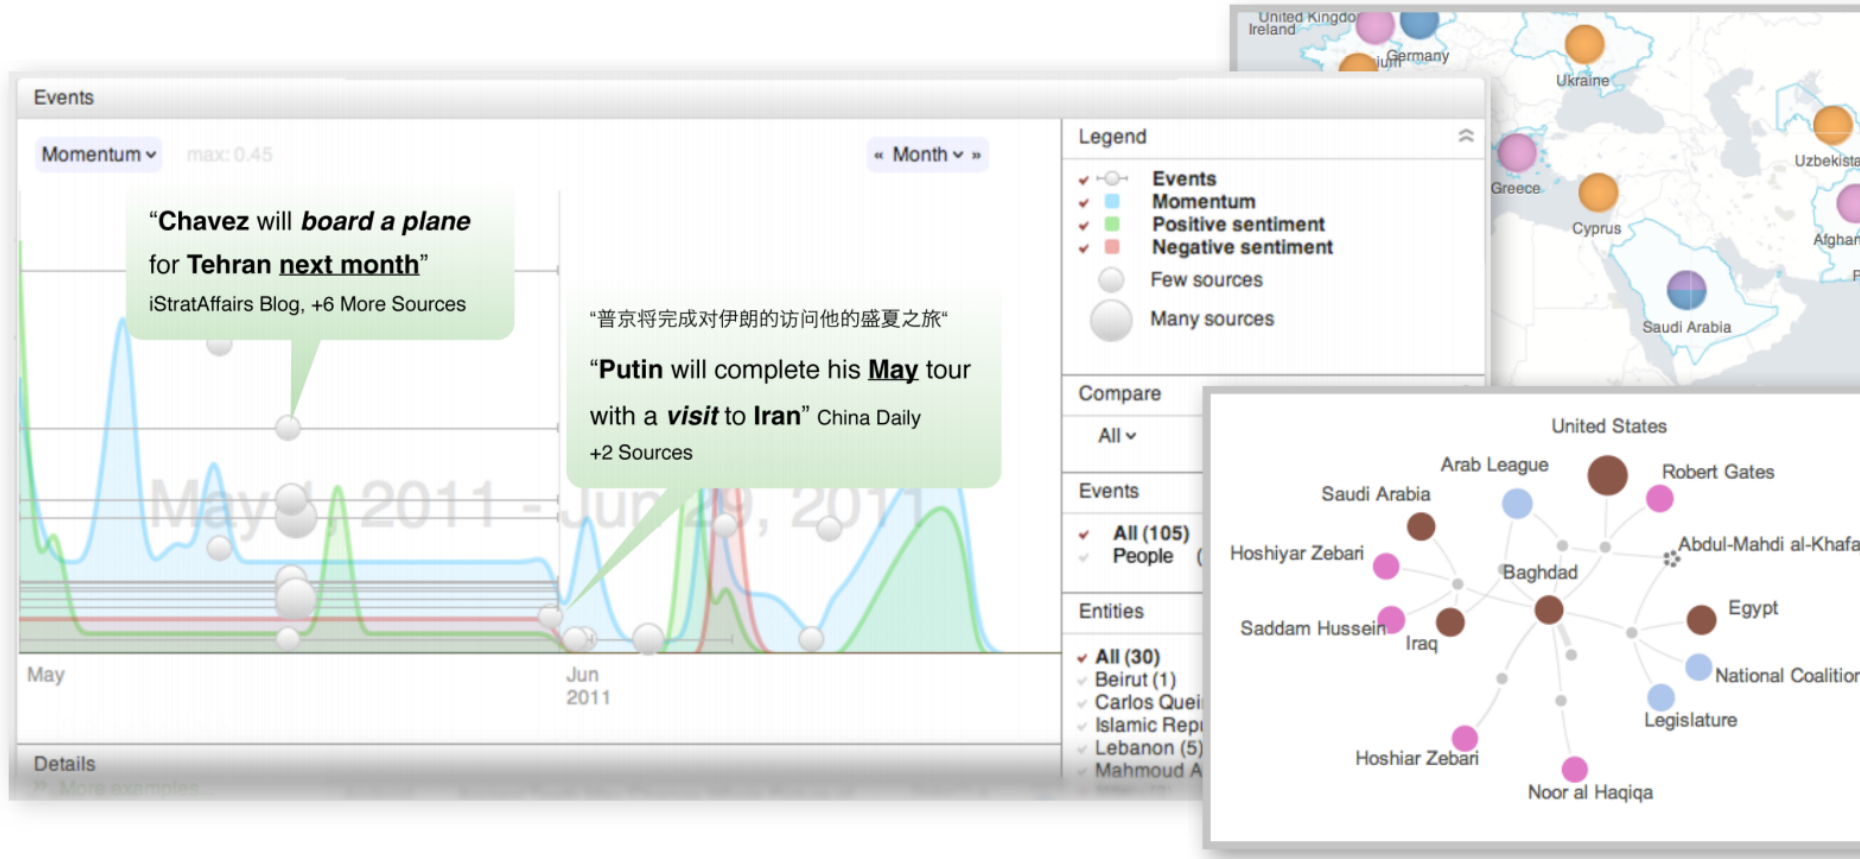 Events
Momentum
max: 0.45
« Month »
“Chavez will board a plane
for Tehran next month”
iStratAffairs Blog, +6 More Sources
“普京将完成对伊朗的访问他的盛夏之旅“
“Putin will complete his May tour
with a visit to Iran” China Daily
+2 Sources
May 1, 2011 - Jun 29, 2011
May
Jun
2011
Details
» More examples...
Legend
Events
Momentum
Positive sentiment
Negative sentiment
Few sources
Many sources
Compare
All
Events
All (105)
People (
Entities
All (30)
Beirut (1)
Carlos Quei
Islamic Repu
Lebanon (5)
Mahmoud A
United Kingdo
Ireland
Germany
ium
Ukraine
Uzbekista
Greece
Cyprus
Afghan
P
Saudi Arabia
United States
Arab League
Robert Gates
Saudi Arabia
Abdul-Mahdi al-Khafa
Hoshiyar Zebari
Baghdad
Egypt
Saddam Hussein
Iraq
National Coalition
Legislature
Hoshiar Zebari
Noor al Haqiqa